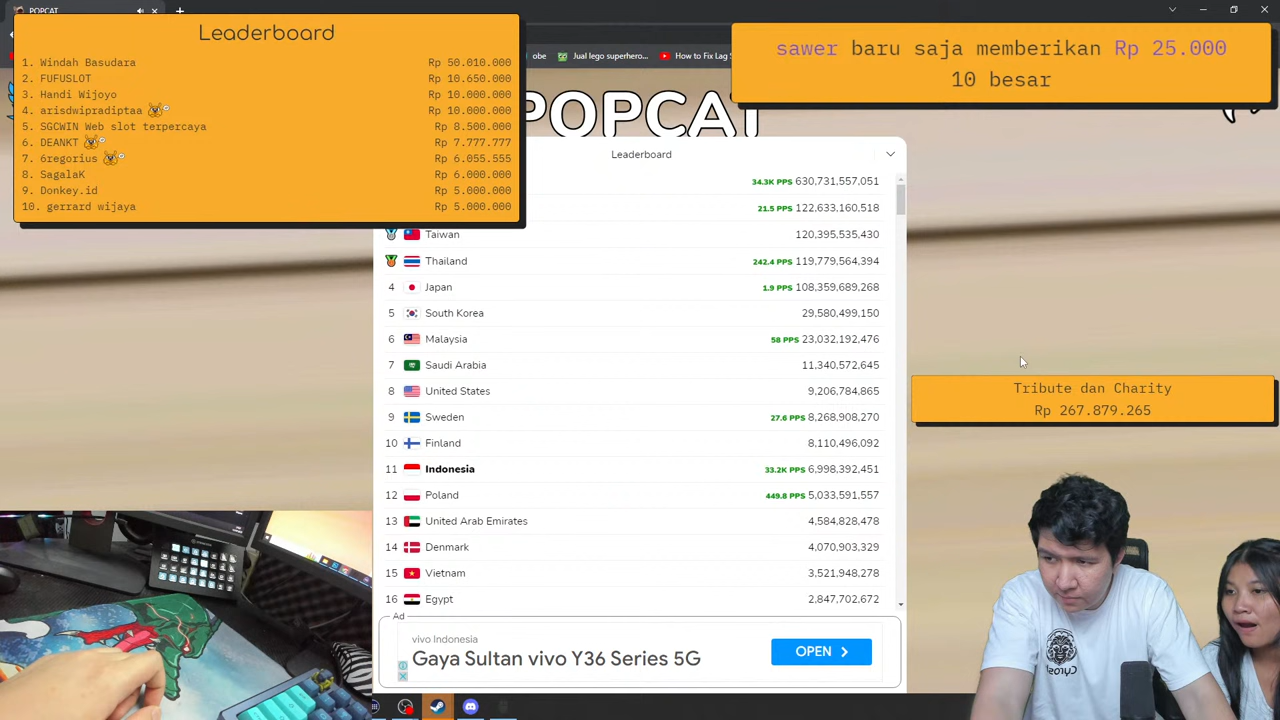 POPCAT
Leaderboard
1. Windah Basudara Rp 50.010.000
2. FUFUSLOT Rp 10.650.000
3. Handi Wijoyo Rp 10.000.000
4. arisdwipradiptaa Rp 10.000.000
5. SGCWIN Web slot terpercaya Rp 8.500.000
6. DEANKT Rp 7.777.777
7. 6regorius Rp 6.055.555
8. SagalaK Rp 6.000.000
9. Donkey.id Rp 5.000.000
10. gerrard wijaya Rp 5.000.000
obe
Jual lego superhero...
How to Fix Lag
sawer baru saja memberikan Rp 25.000
10 besar
POPCAT
Leaderboard
34.3K PPS 630,731,557,051
21.5 PPS 122,633,160,518
Taiwan 120,395,535,430
Thailand 242.4 PPS 119,779,564,394
4 Japan 1.9 PPS 108,359,689,268
5 South Korea 29,580,499,150
6 Malaysia 58 PPS 23,032,192,476
7 Saudi Arabia 11,340,572,645
8 United States 9,206,784,865
9 Sweden 27.6 PPS 8,268,908,270
10 Finland 8,110,496,092
11 Indonesia 33.2K PPS 6,998,392,451
12 Poland 449.8 PPS 5,033,591,557
13 United Arab Emirates 4,584,828,478
14 Denmark 4,070,903,329
15 Vietnam 3,521,948,278
16 Egypt 2,847,702,672
Tribute dan Charity
Rp 267.879.265
Ad
vivo Indonesia
Gaya Sultan vivo Y36 Series 5G
OPEN